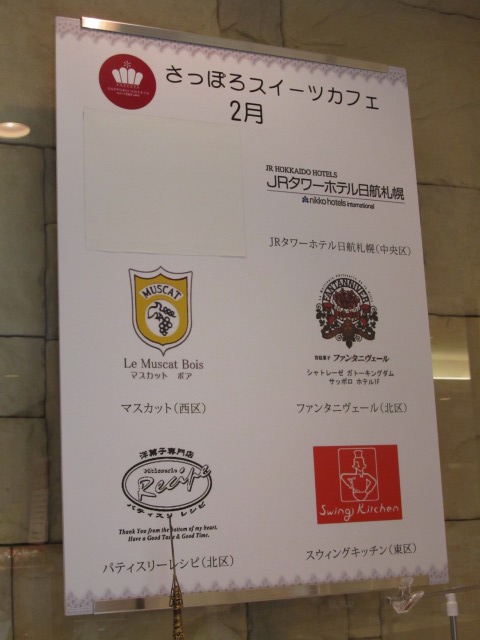 さっぽろスイーツカフェ
2月
JR HOKKAIDO HOTELS
JRタワーホテル日航札幌
nikko hotels international
JRタワーホテル日航札幌(中央区)
MUSCAT
Le Muscat Bois
マスカット ボア
マスカット(西区)
FANTANNIVER
ファンタニヴェール
シャトレーゼ ガトーキングダム
サッポロ ホテル1F
ファンタニヴェール(北区)
洋菓子専門店
Pâtisserie
Recipe
パティスリー レシピ
Thank You from the bottom of my heart.
Have a Good Taste & Good Time.
パティスリーレシピ(北区)
Swing Kitchen
スウィングキッチン(東区)